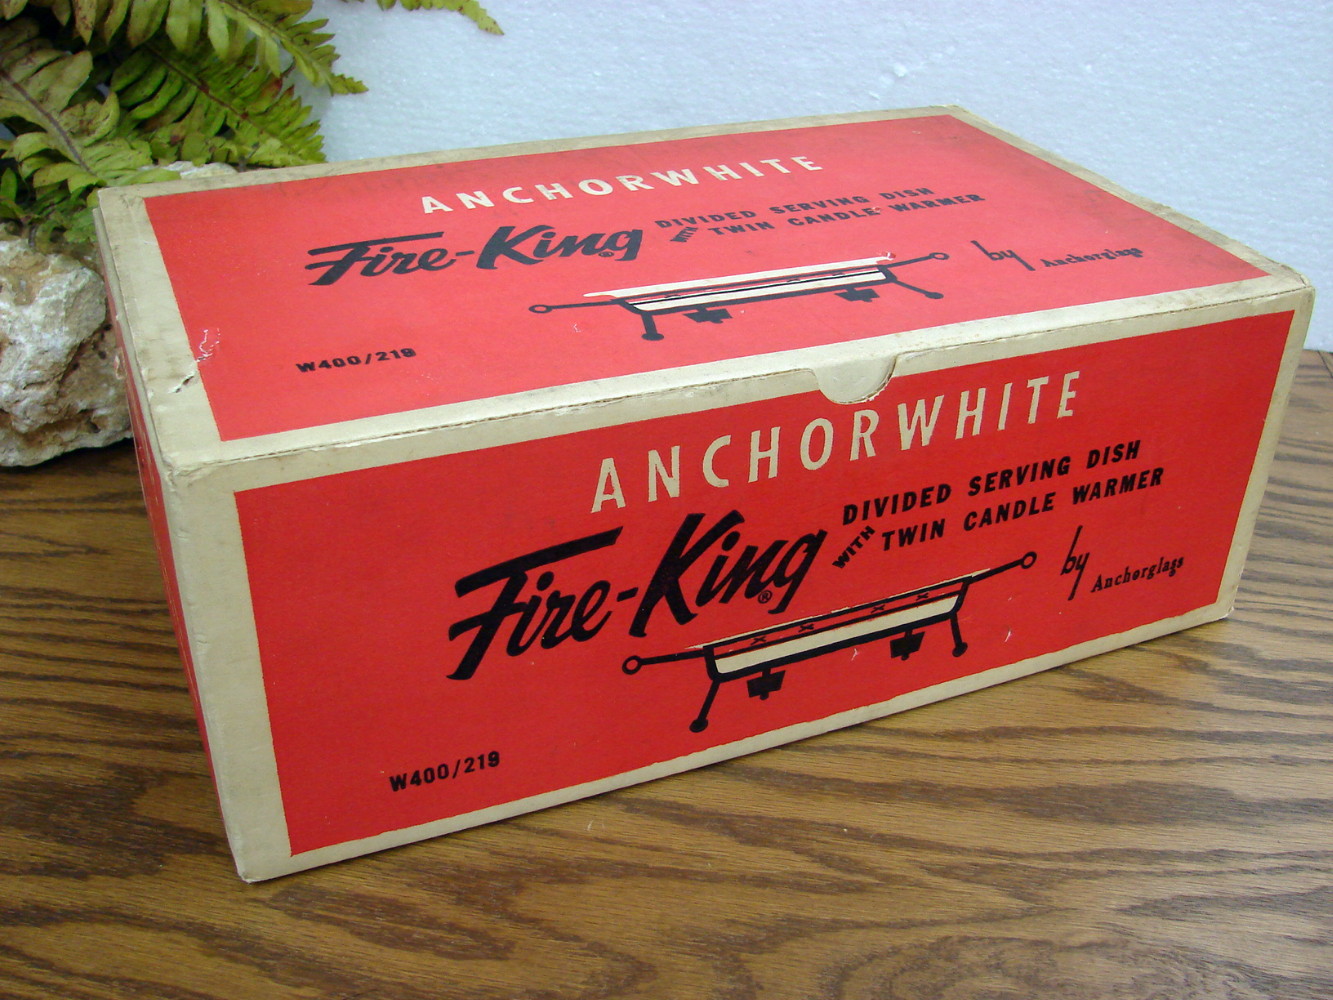 ANCHORWHITE
Fire-King®
DIVIDED SERVING DISH
WITH TWIN CANDLE WARMER
by Anchorglass
W400/219
ANCHORWHITE
Fire-King®
DIVIDED SERVING DISH
WITH TWIN CANDLE WARMER
by Anchorglass
W400/219